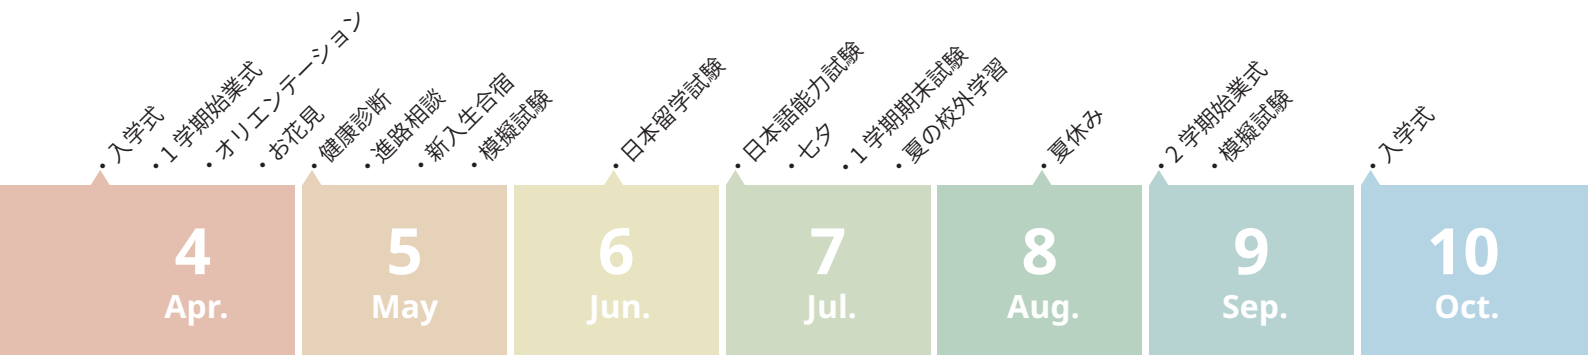 ・入学式
・1 学期始業式
・オリエンテーション
・お花見
・健康診断
・進路相談
・新入生合宿
・模擬試験
・日本留学試験
・日本語能力試験
・七夕
・1 学期期末試験
・夏の校外学習
・夏休み
・2 学期始業式
・模擬試験
・入学式
4
Apr.
5
May
6
Jun.
7
Jul.
8
Aug.
9
Sep.
10
Oct.